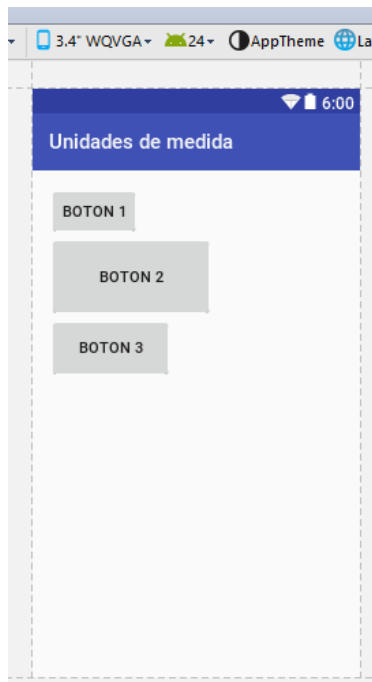 3.4" WQVGA 24 AppTheme La
6:00
Unidades de medida
BOTON 1
BOTON 2
BOTON 3